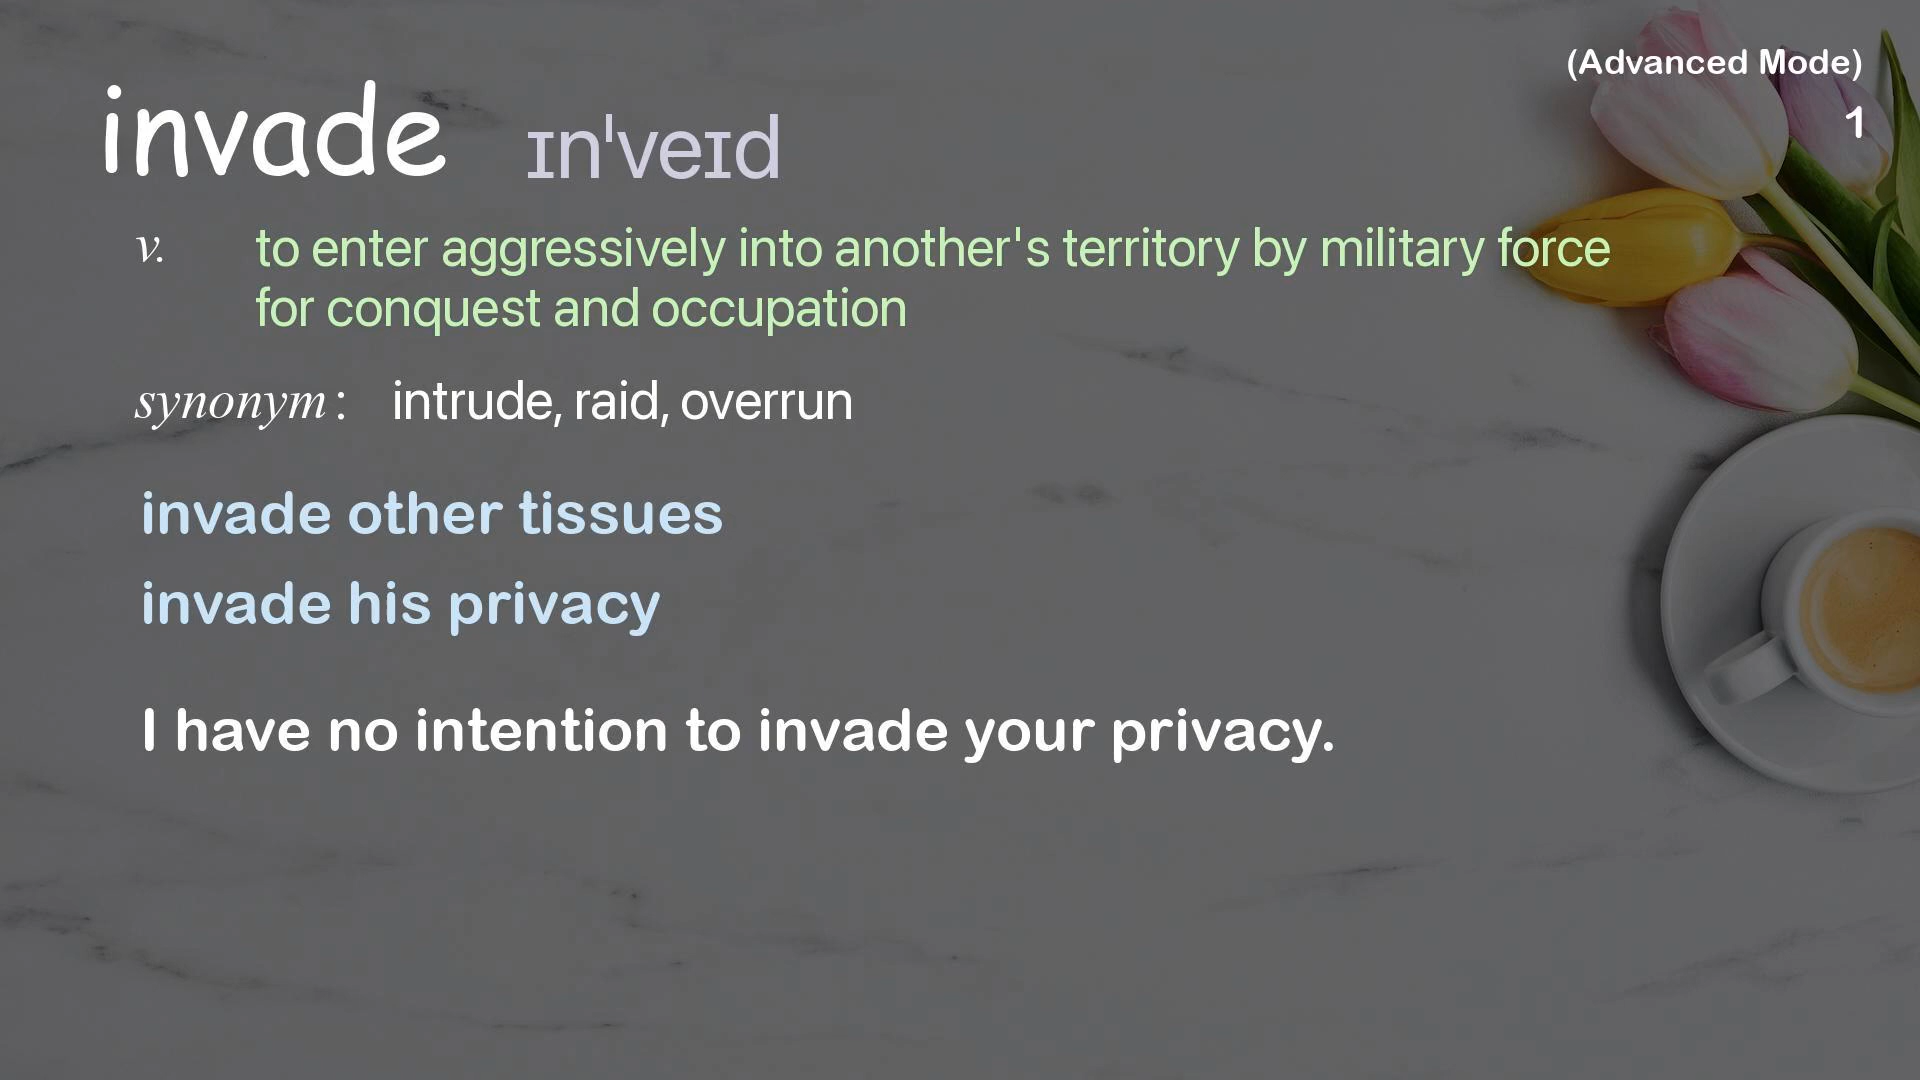 (Advanced Mode)
1
invade ɪnˈveɪd
v. to enter aggressively into another's territory by military force
for conquest and occupation
synonym: intrude, raid, overrun
invade other tissues
invade his privacy
I have no intention to invade your privacy.